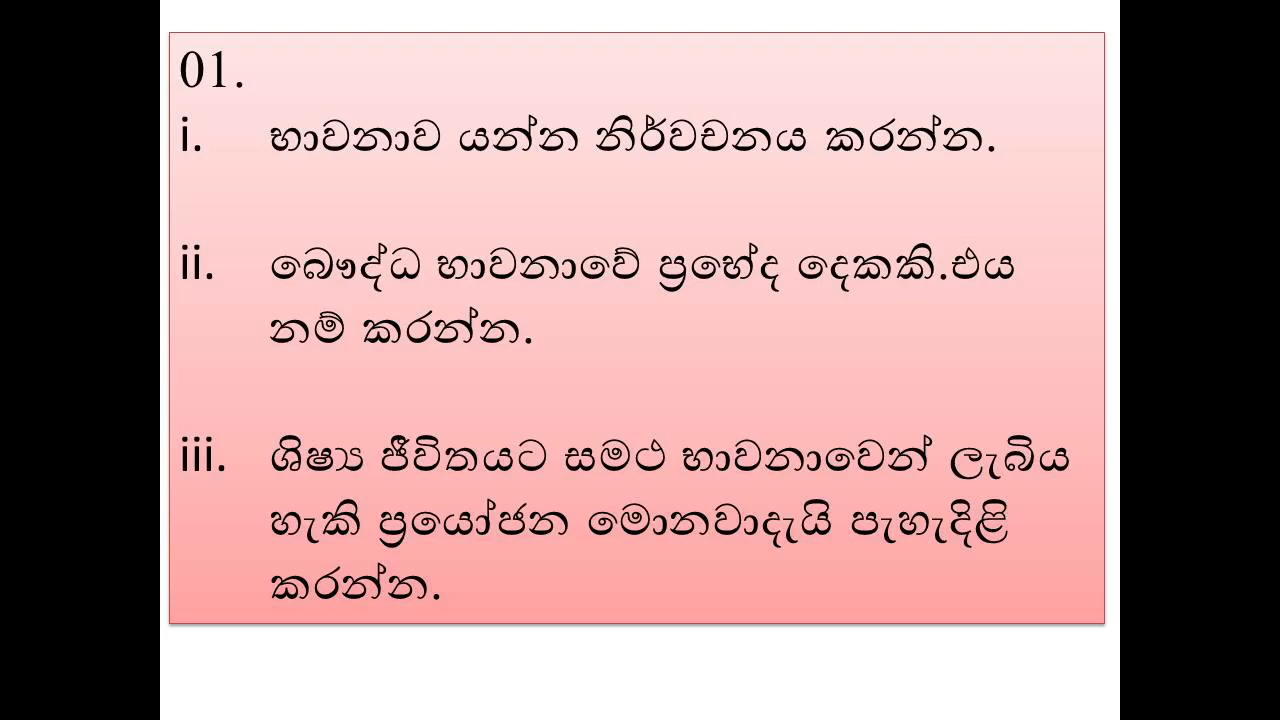 01.
i. භාවනාව යන්න නිර්වචනය කරන්න.
ii. බෞද්ධ භාවනාවේ ප්‍රභේද දෙකකි.එය
නම් කරන්න.
iii. ශිෂ්‍ය ජීවිතයට සමථ භාවනාවෙන් ලැබිය
හැකි ප්‍රයෝජන මොනවාදැයි පැහැදිළි
කරන්න.